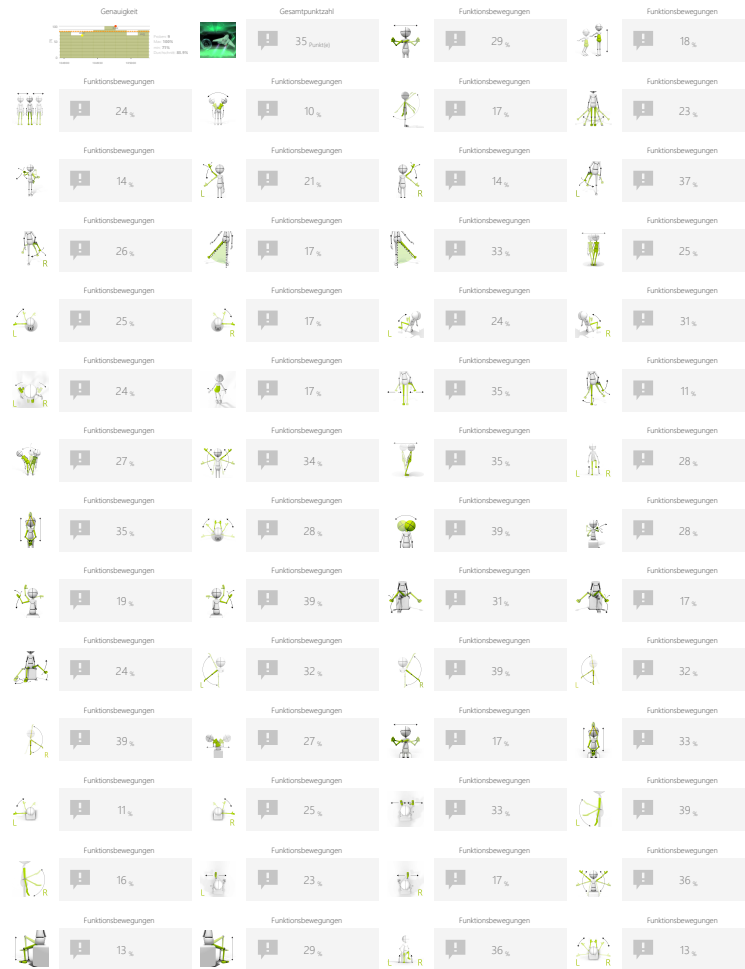 Genauigkeit Gesamtpunktzahl Funktionsbewegungen Funktionsbewegungen
35 Punkt(e) 29 % 18 %
Funktionsbewegungen Funktionsbewegungen Funktionsbewegungen Funktionsbewegungen
24 % 10 % 17 % 23 %
Funktionsbewegungen Funktionsbewegungen Funktionsbewegungen Funktionsbewegungen
14 % L 21 % R 14 % L 37 %
Funktionsbewegungen Funktionsbewegungen Funktionsbewegungen Funktionsbewegungen
R 26 % 17 % 33 % 25 %
Funktionsbewegungen Funktionsbewegungen Funktionsbewegungen Funktionsbewegungen
L 25 % R 17 % L 24 % R 31 %
Funktionsbewegungen Funktionsbewegungen Funktionsbewegungen Funktionsbewegungen
L R 24 % 17 % 35 % 11 %
Funktionsbewegungen Funktionsbewegungen Funktionsbewegungen Funktionsbewegungen
27 % 34 % 35 % L R 28 %
Funktionsbewegungen Funktionsbewegungen Funktionsbewegungen Funktionsbewegungen
35 % 28 % 39 % 28 %
Funktionsbewegungen Funktionsbewegungen Funktionsbewegungen Funktionsbewegungen
19 % 39 % 31 % 17 %
Funktionsbewegungen Funktionsbewegungen Funktionsbewegungen Funktionsbewegungen
24 % L 32 % R 39 % L 32 %
Funktionsbewegungen Funktionsbewegungen Funktionsbewegungen Funktionsbewegungen
R 39 % 27 % 17 % 33 %
Funktionsbewegungen Funktionsbewegungen Funktionsbewegungen Funktionsbewegungen
L 11 % R 25 % 33 % L 39 %
Funktionsbewegungen Funktionsbewegungen Funktionsbewegungen Funktionsbewegungen
R 16 % L 23 % R 17 % 36 %
Funktionsbewegungen Funktionsbewegungen Funktionsbewegungen Funktionsbewegungen
13 % 29 % L R 36 % L R 13 %